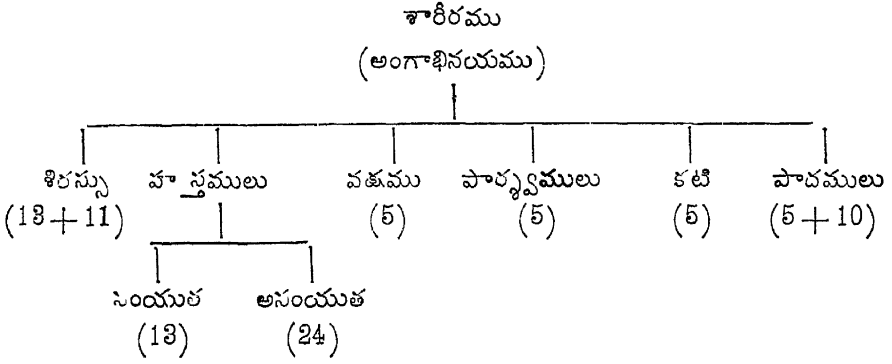 శారీరము
(అంగాభినయము)
శిరస్సు హస్తములు వక్షము పార్శ్వములు కటి పాదములు
(13+11) (5) (5) (5) (5+10)
సంయుత అసంయుత
(13) (24)